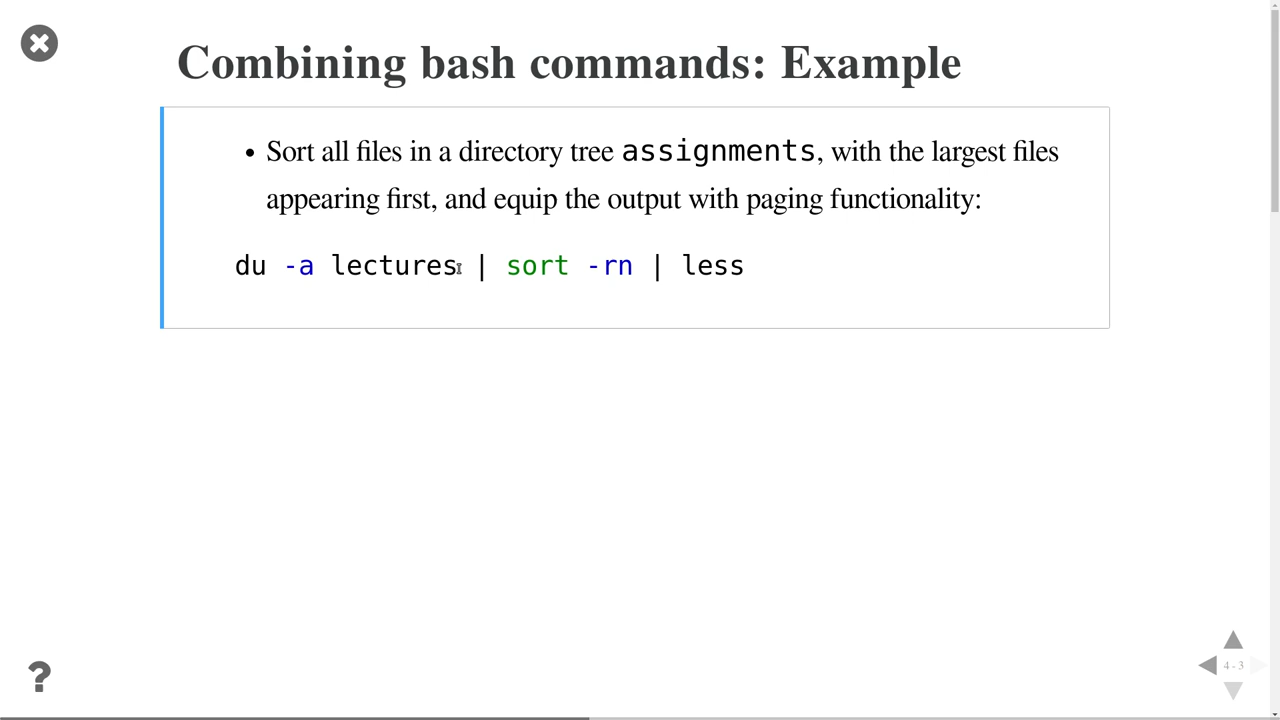 Combining bash commands: Example
• Sort all files in a directory tree assignments, with the largest files
appearing first, and equip the output with paging functionality:
du -a lectures | sort -rn | less
?
4 - 3